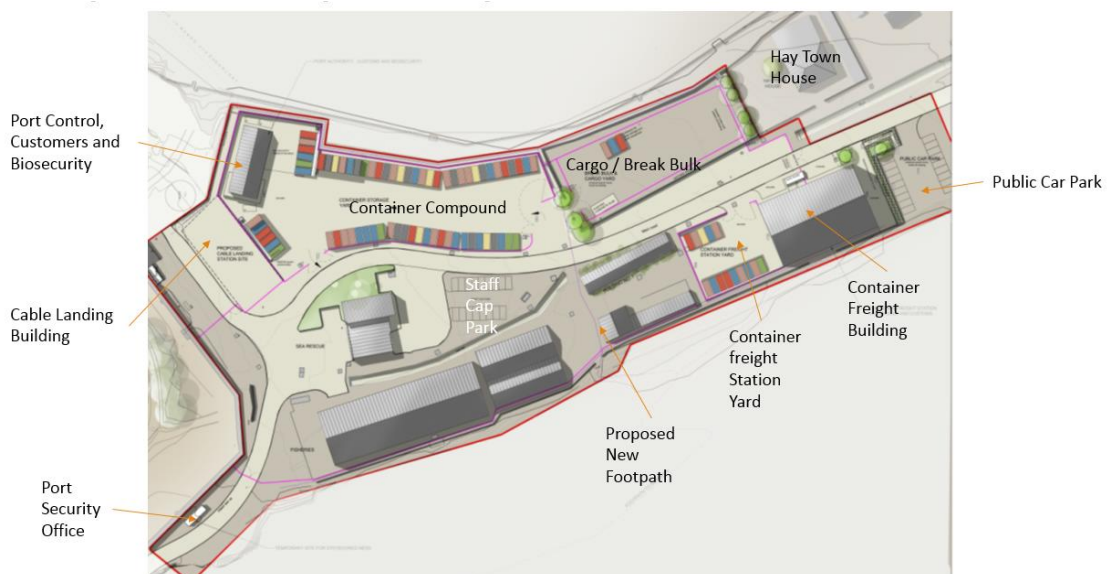 Hay Town
House
Port Control,
Customers and
Biosecurity
Cargo / Break Bulk
PUBLIC CAR PARK
Public Car Park
CONTAINER STORAGE
Container Compound
PROPOSED
CABLE LANDING
STATION SITE
CONTAINER FREIGHT
STATION YARD
Staff
Cap
Park
Cable Landing
Building
SEA RESCUE
Container
Freight
Building
Container
freight
Station
Yard
Proposed
New
Footpath
FISHERIES
Port
Security
Office